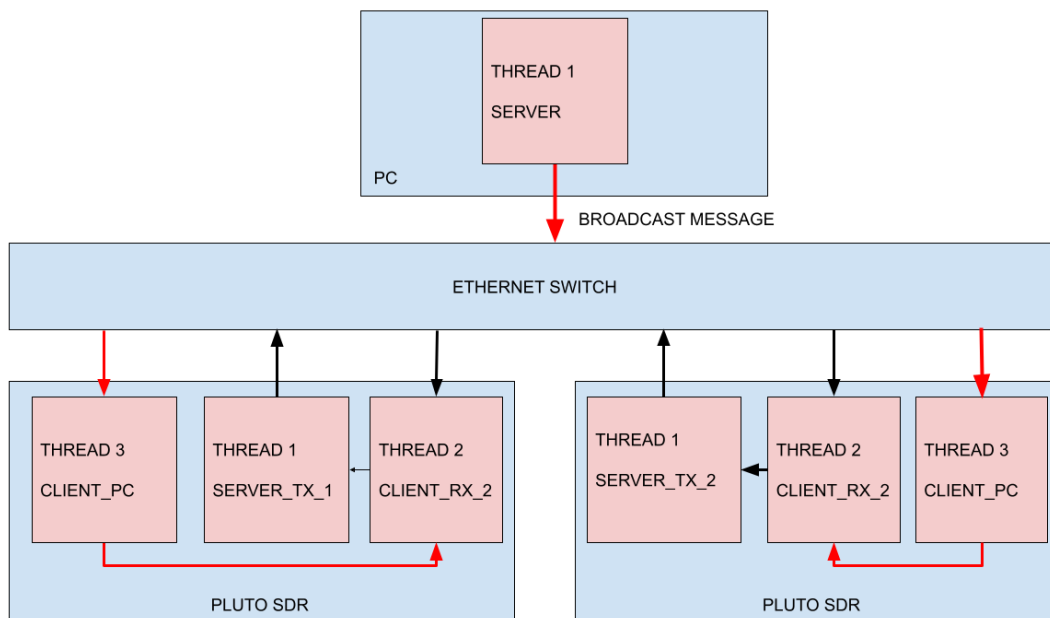 THREAD 1
SERVER
PC
BROADCAST MESSAGE
ETHERNET SWITCH
THREAD 3
CLIENT_PC
THREAD 1
SERVER_TX_1
THREAD 2
CLIENT_RX_2
PLUTO SDR
THREAD 1
SERVER_TX_2
THREAD 2
CLIENT_RX_2
THREAD 3
CLIENT_PC
PLUTO SDR